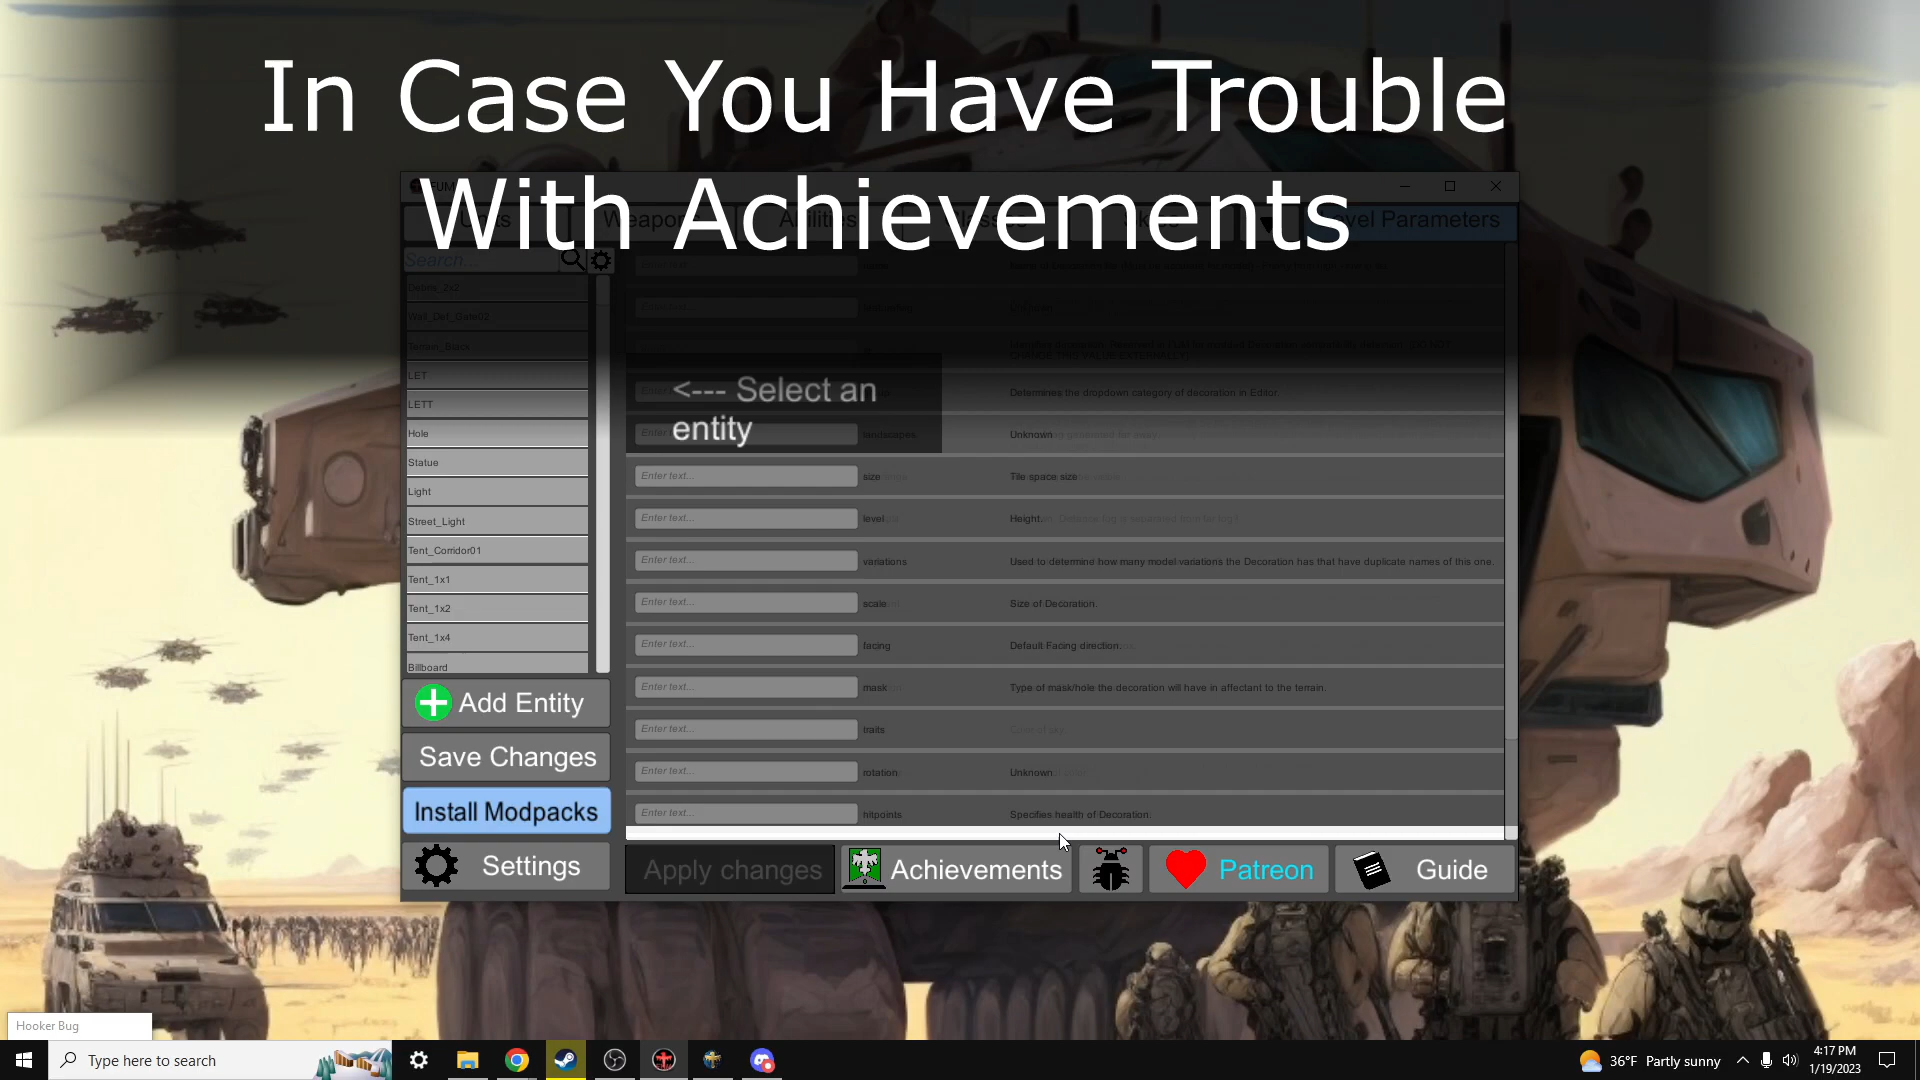 In Case You Have Trouble
With Achievements
Search...
Level Parameters
Wall_Def_Gate02
Terrain_Black
LET
LETT
Hole
Statue
Light
Street_Light
Tent_Corridor01
Tent_1x1
Tent_1x2
Tent_1x4
Billboard
Add Entity
Save Changes
Install Modpacks
Settings
<--- Select an
entity
Determines the dropdown category of decoration in Editor.
landscapes Unknown
Enter text... size Tile space size
Enter text... level Height.
Enter text... variations Used to determine how many model variations the Decoration has that have duplicate names of this one.
Enter text... scale Size of Decoration.
Enter text... facing Default Facing direction.
Enter text... mask Type of mask/hole the decoration will have in affectant to the terrain.
Enter text... traits
Enter text... rotation Unknown
Enter text... hitpoints Specifies health of Decoration.
Apply changes
Achievements
Patreon
Guide
Hooker Bug
Type here to search
36°F Partly sunny
4:17 PM
1/19/2023